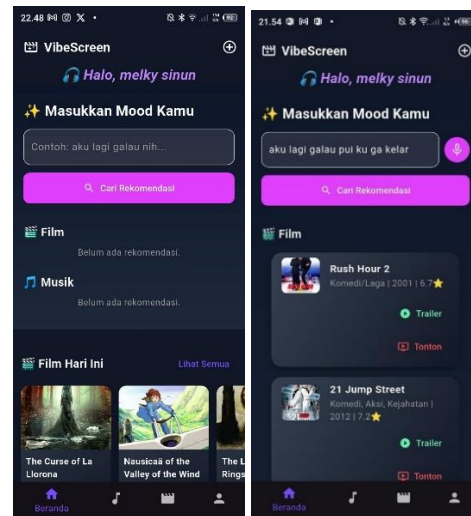 22.48
VibeScreen
Halo, melky sinun
Masukkan Mood Kamu
Contoh: aku lagi galau nih...
Cari Rekomendasi
Film
Belum ada rekomendasi.
Musik
Belum ada rekomendasi.
Film Hari Ini
Lihat Semua
The Curse of La
Llorona
Nausicaä of the
Valley of the Wind
The L
Rings
Beranda
21.54
VibeScreen
Halo, melky sinun
Masukkan Mood Kamu
aku lagi galau pui ku ga kelar
Cari Rekomendasi
Film
Rush Hour 2
Komedi/Laga | 2001 | 6.7
Trailer
Tonton
21 Jump Street
Komedi, Aksi, Kejahatan |
2012 | 7.2
Trailer
Tonton
Beranda